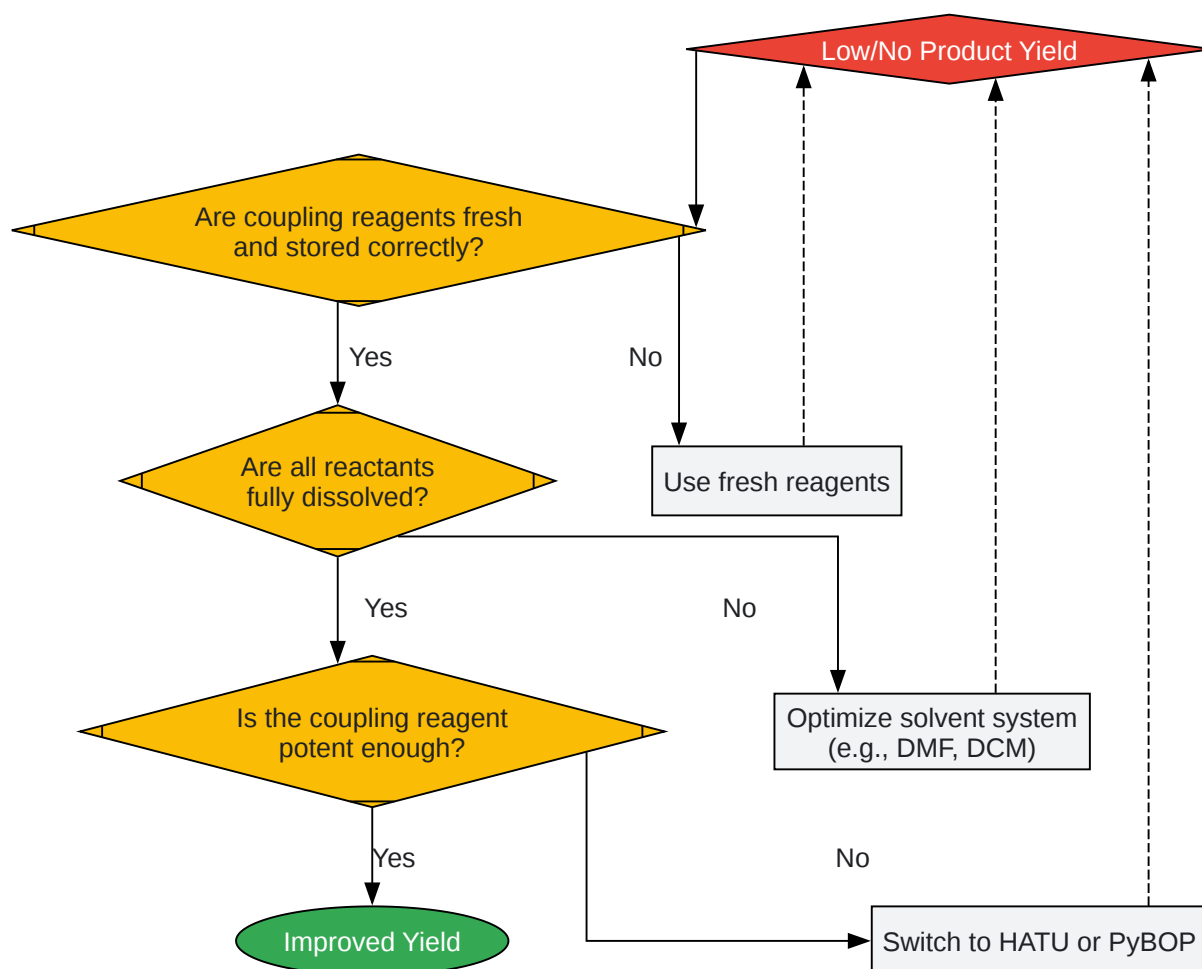 Low/No Product Yield
Are coupling reagents fresh
and stored correctly?
Yes
No
Are all reactants
fully dissolved?
Use fresh reagents
Yes
No
Is the coupling reagent
potent enough?
Optimize solvent system
(e.g., DMF, DCM)
Yes
No
Improved Yield
Switch to HATU or PyBOP